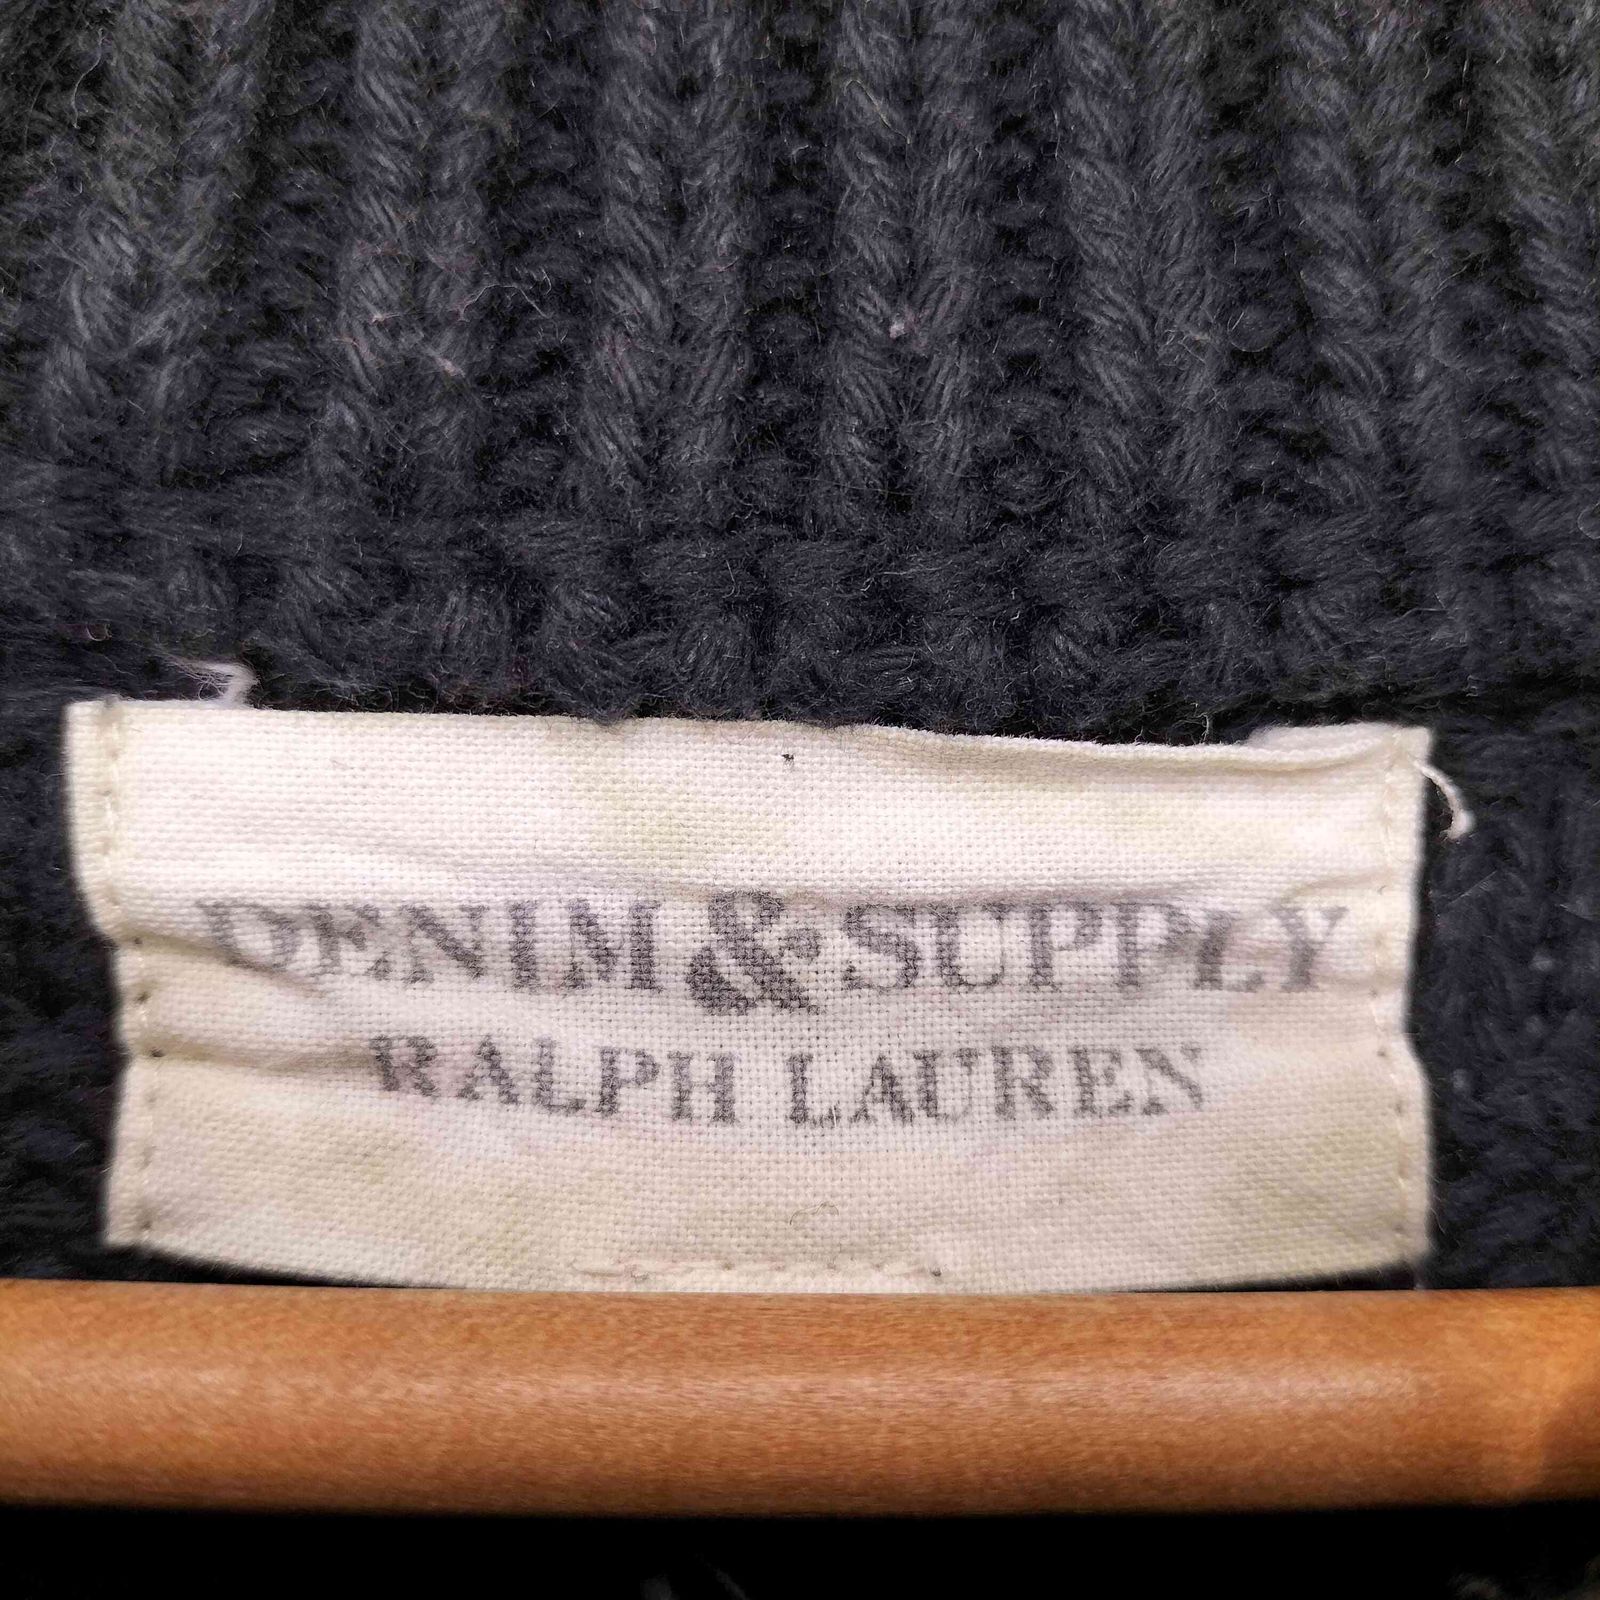 DENIM & SUPPLY
RALPH LAUREN